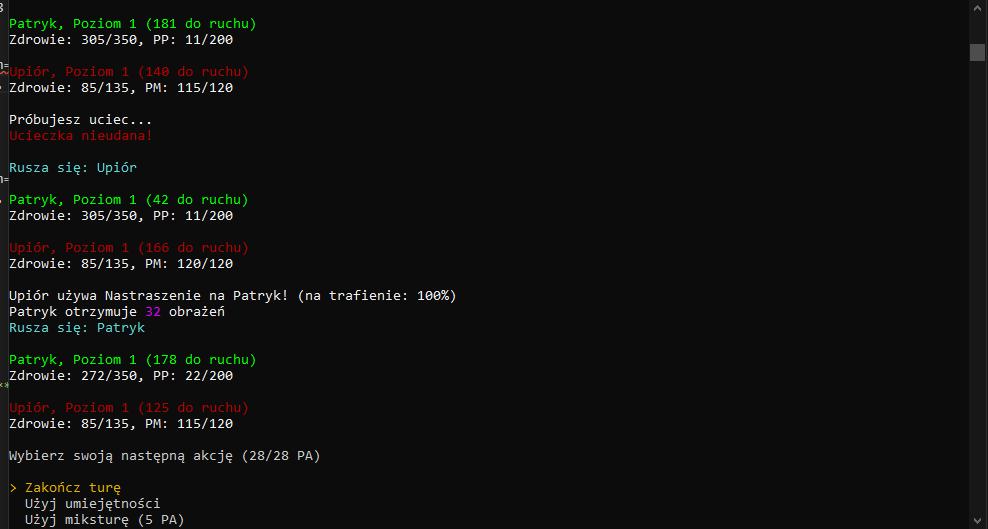 Patryk, Poziom 1 (181 do ruchu)
Zdrowie: 305/350, PP: 11/200
Upiór, Poziom 1 (140 do ruchu)
Zdrowie: 85/135, PM: 115/120
Próbujesz uciec...
Ucieczka nieudana!
Rusza się: Upiór
Patryk, Poziom 1 (42 do ruchu)
Zdrowie: 305/350, PP: 11/200
Upiór, Poziom 1 (166 do ruchu)
Zdrowie: 85/135, PM: 120/120
Upiór używa Nastraszenie na Patryk! (na trafienie: 100%)
Patryk otrzymuje 32 obrażeń
Rusza się: Patryk
Patryk, Poziom 1 (178 do ruchu)
Zdrowie: 272/350, PP: 22/200
Upiór, Poziom 1 (125 do ruchu)
Zdrowie: 85/135, PM: 115/120
Wybierz swoją następną akcję (28/28 PA)
> Zakończ turę
Użyj umiejętności
Użyj miksturę (5 PA)